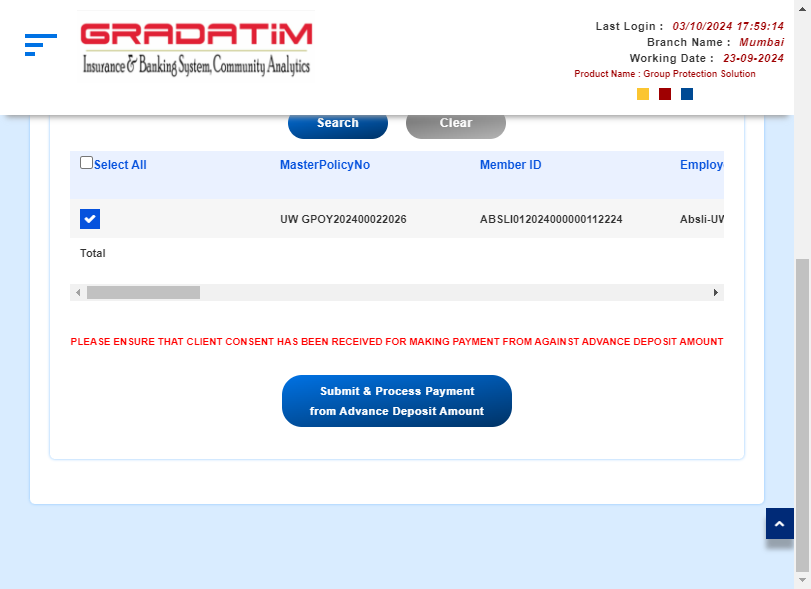 GRADATIM
Insurance & Banking System, Community Analytics
Last Login : 03/10/2024 17:59:14
Branch Name : Mumbai
Working Date : 23-09-2024
Product Name : Group Protection Solution
Search Clear
Select All MasterPolicyNo Member ID Employ
UW GPOY202400022026 ABSLI012024000000112224 Absli-UW
Total
PLEASE ENSURE THAT CLIENT CONSENT HAS BEEN RECEIVED FOR MAKING PAYMENT FROM AGAINST ADVANCE DEPOSIT AMOUNT
Submit & Process Payment
from Advance Deposit Amount